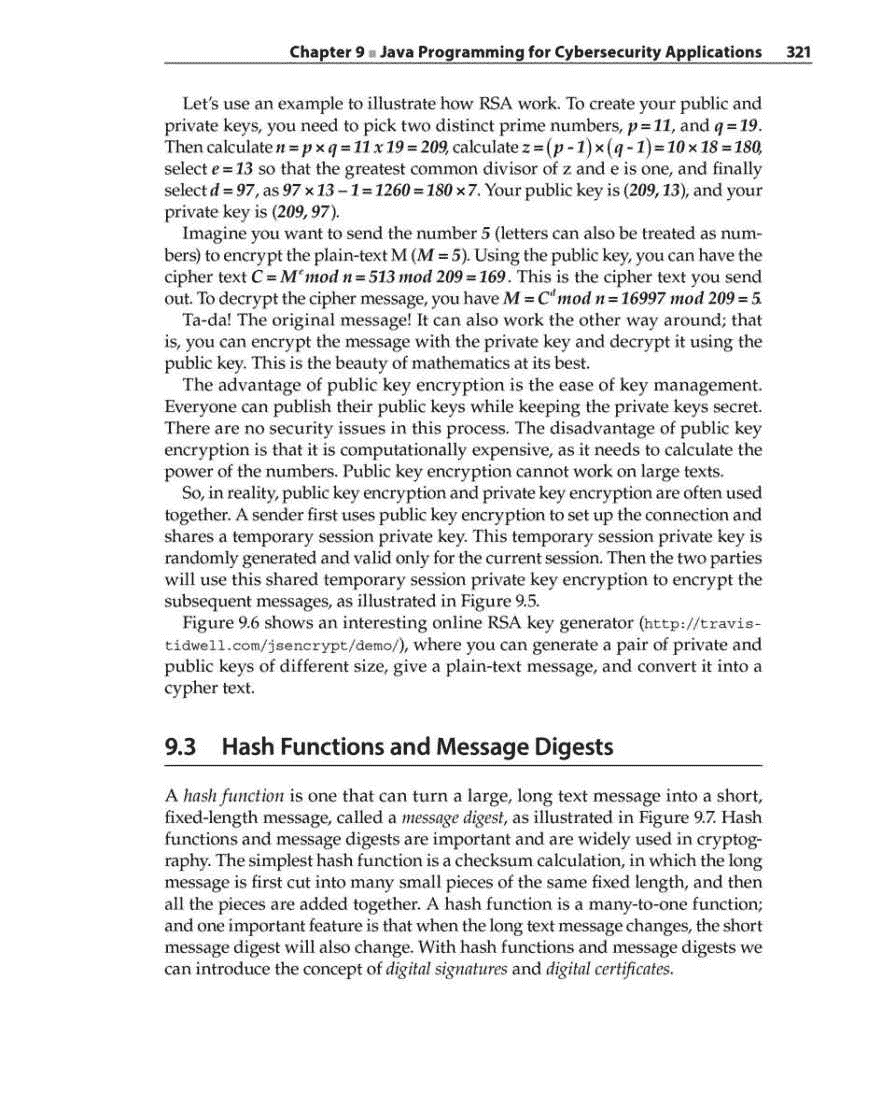 Chapter 9 ■ Java Programming for Cybersecurity Applications 321
Let's use an example to illustrate how RSA work. To create your public and
private keys, you need to pick two distinct prime numbers, p = 11, and q = 19.
Then calculate n = p × q = 11 x 19 = 209, calculate z = (p - 1) × (q - 1) = 10 × 18 = 180,
select e = 13 so that the greatest common divisor of z and e is one, and finally
select d = 97, as 97 × 13 – 1 = 1260 = 180 × 7. Your public key is (209, 13), and your
private key is (209, 97).
Imagine you want to send the number 5 (letters can also be treated as num-
bers) to encrypt the plain-text M (M = 5). Using the public key, you can have the
cipher text C = Mᵉ mod n = 513 mod 209 = 169. This is the cipher text you send
out. To decrypt the cipher message, you have M = Cᵈ mod n = 16997 mod 209 = 5.
Ta-da! The original message! It can also work the other way around; that
is, you can encrypt the message with the private key and decrypt it using the
public key. This is the beauty of mathematics at its best.
The advantage of public key encryption is the ease of key management.
Everyone can publish their public keys while keeping the private keys secret.
There are no security issues in this process. The disadvantage of public key
encryption is that it is computationally expensive, as it needs to calculate the
power of the numbers. Public key encryption cannot work on large texts.
So, in reality, public key encryption and private key encryption are often used
together. A sender first uses public key encryption to set up the connection and
shares a temporary session private key. This temporary session private key is
randomly generated and valid only for the current session. Then the two parties
will use this shared temporary session private key encryption to encrypt the
subsequent messages, as illustrated in Figure 9.5.
Figure 9.6 shows an interesting online RSA key generator (http://travis-
tidwell.com/jsencrypt/demo/), where you can generate a pair of private and
public keys of different size, give a plain-text message, and convert it into a
cypher text.
9.3 Hash Functions and Message Digests
A hash function is one that can turn a large, long text message into a short,
fixed-length message, called a message digest, as illustrated in Figure 9.7. Hash
functions and message digests are important and are widely used in cryptog-
raphy. The simplest hash function is a checksum calculation, in which the long
message is first cut into many small pieces of the same fixed length, and then
all the pieces are added together. A hash function is a many-to-one function;
and one important feature is that when the long text message changes, the short
message digest will also change. With hash functions and message digests we
can introduce the concept of digital signatures and digital certificates.